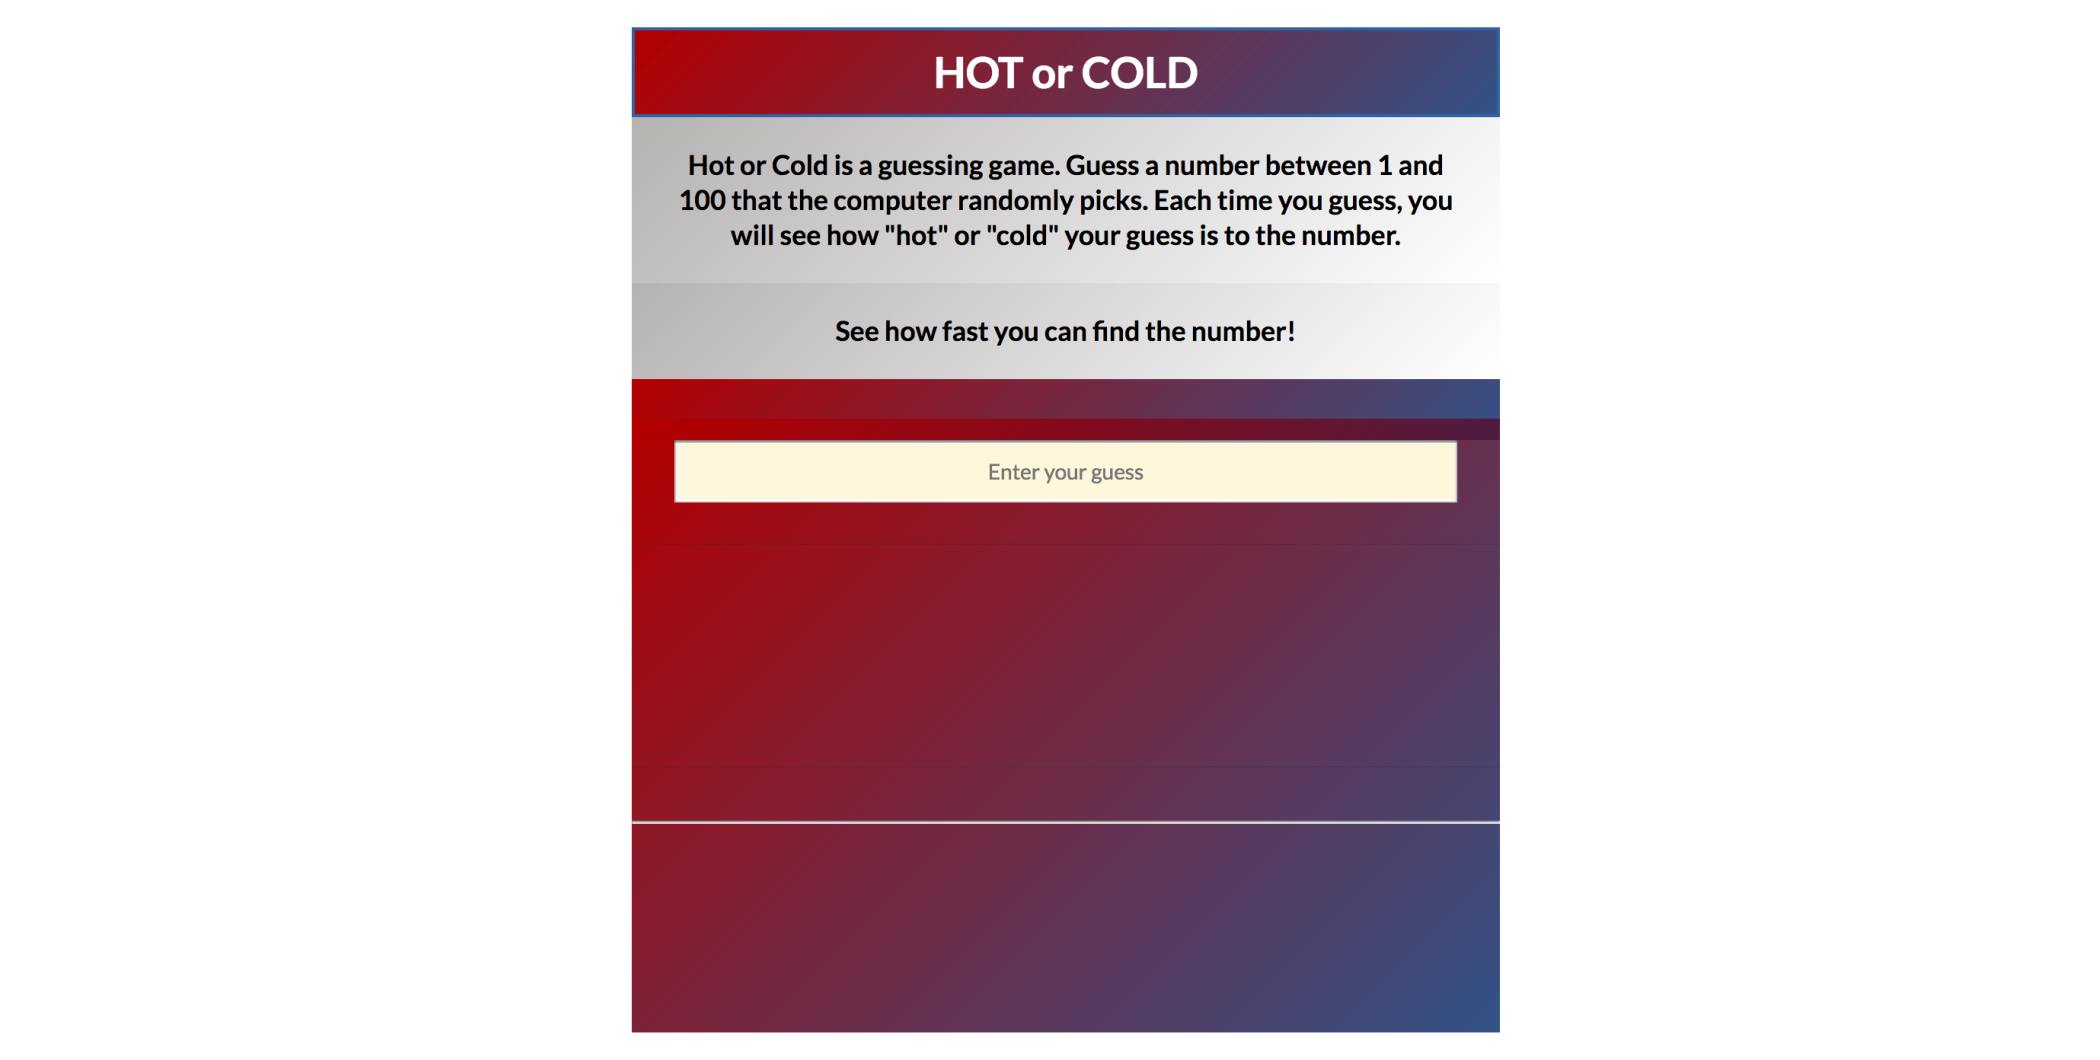 HOT or COLD
Hot or Cold is a guessing game. Guess a number between 1 and
100 that the computer randomly picks. Each time you guess, you
will see how "hot" or "cold" your guess is to the number.
See how fast you can find the number!
Enter your guess